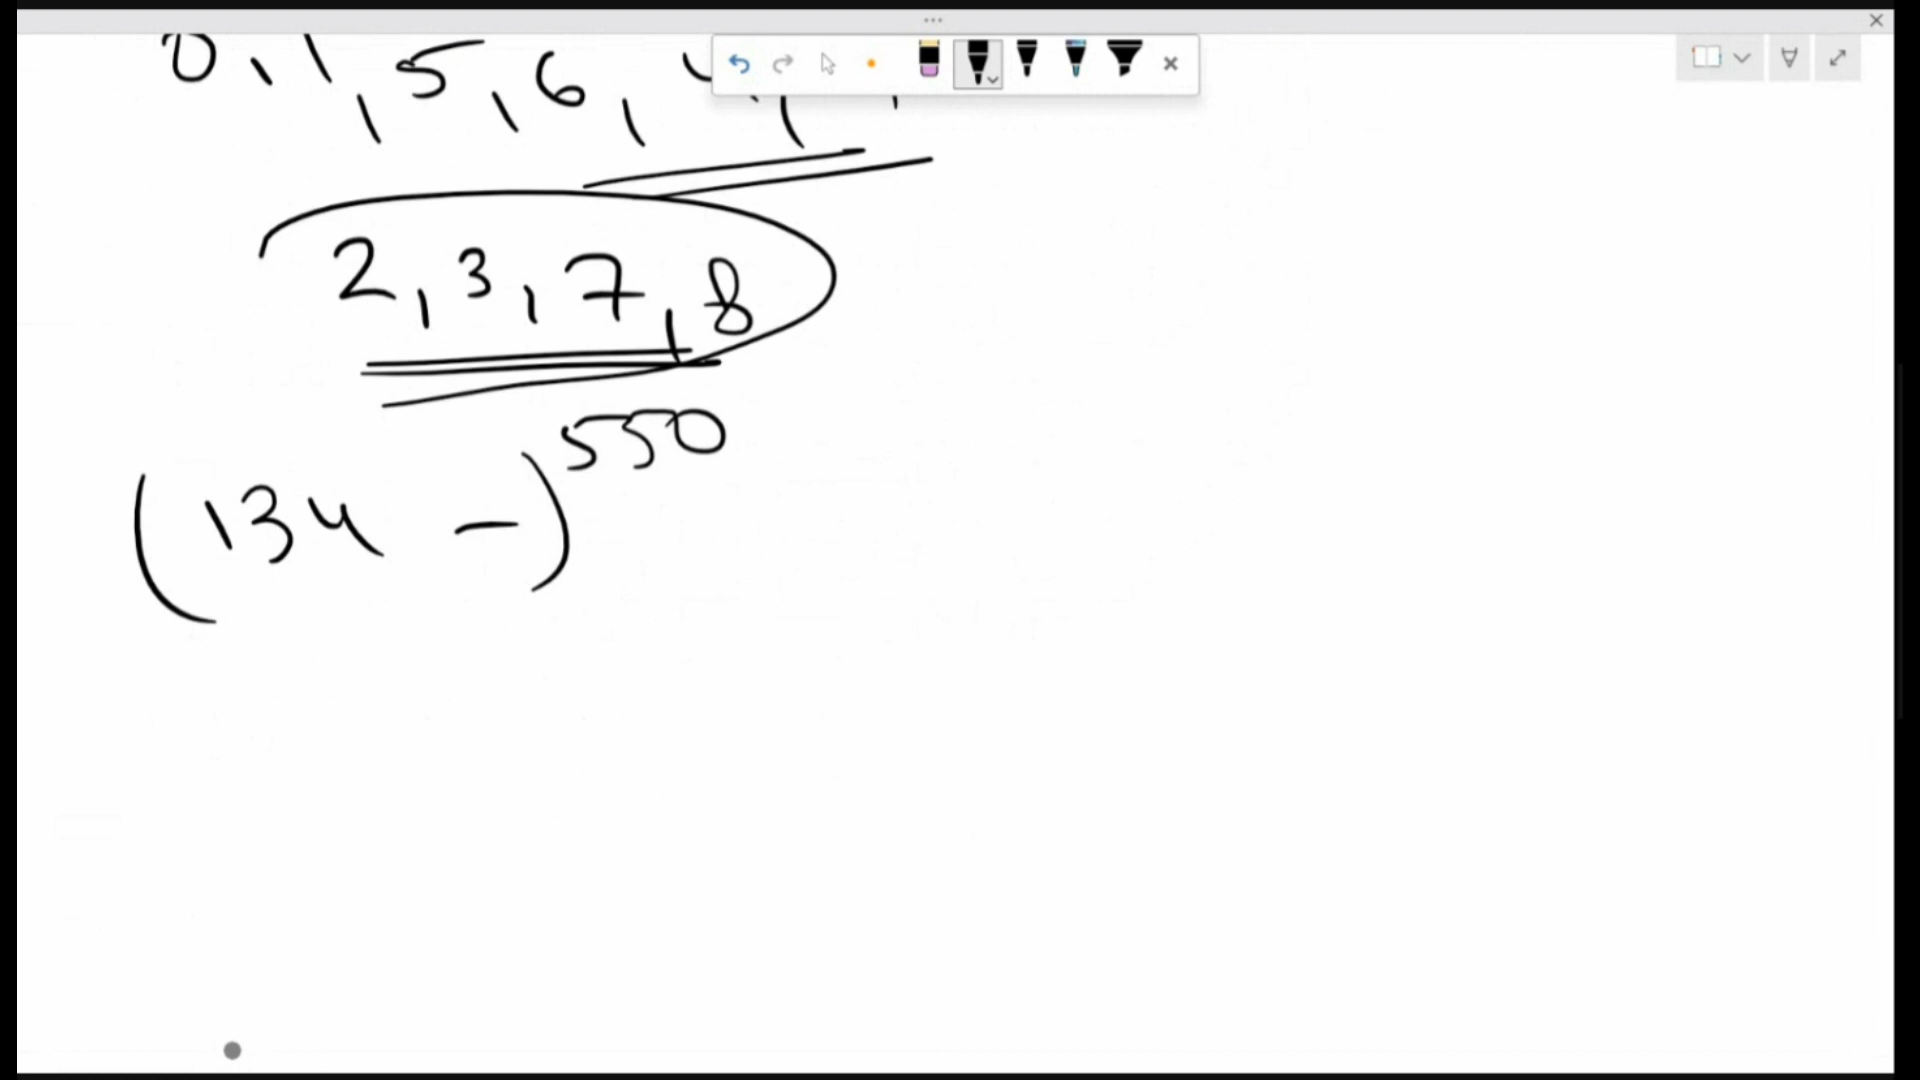 0, 1, 5, 6,
2, 3, 7, 8
(134 –)^550